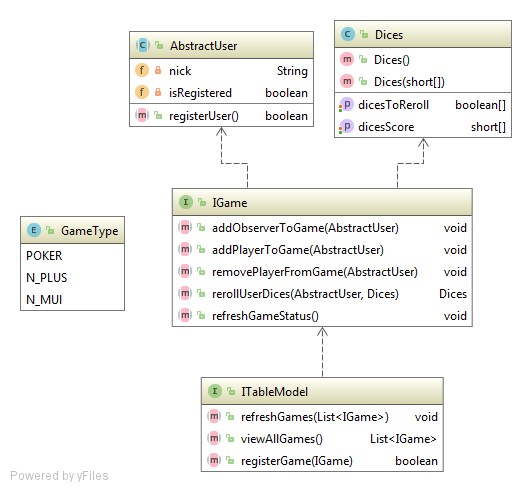 AbstractUser
nick String
isRegistered boolean
registerUser() boolean
Dices
Dices()
Dices(short[])
dicesToReroll boolean[]
dicesScore short[]
GameType
POKER
N_PLUS
N_MUI
IGame
addObserverToGame(AbstractUser) void
addPlayerToGame(AbstractUser) void
removePlayerFromGame(AbstractUser) void
rerollUserDices(AbstractUser, Dices) Dices
refreshGameStatus() void
ITableModel
refreshGames(List<IGame>) void
viewAllGames() List<IGame>
registerGame(IGame) boolean
Powered by yFiles